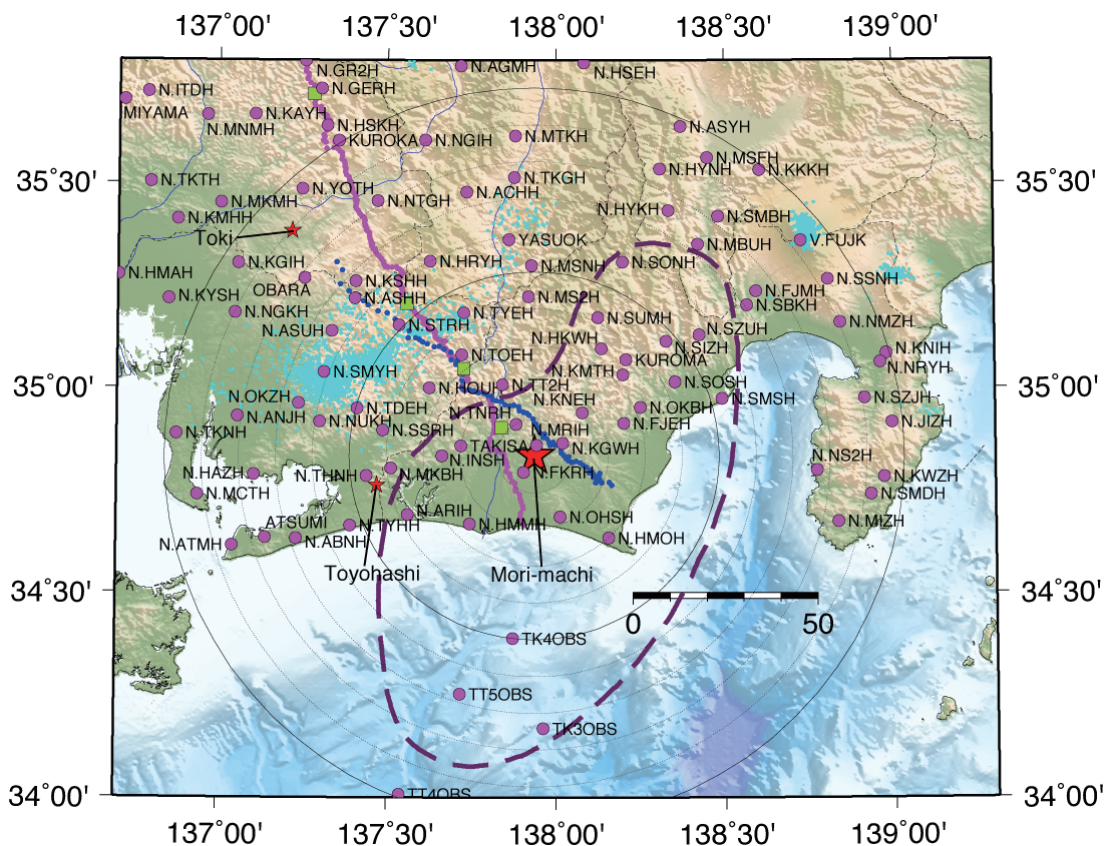 137˚00' 137˚30' 138˚00' 138˚30' 139˚00'
N.GR2H
N.AGMH
N.HSEH
N.ITDH
N.GERH
MIYAMA
N.KAYH
N.MNMH
N.HSKH
KUROKA
N.NGIH
N.MTKH
N.ASYH
N.MSFH
N.HYNH
N.KKKH
35˚30'
35˚30'
N.TKTH
N.YOTH
N.TKGH
N.ACHH
N.MKMH
N.NTGH
N.KMHH
N.HYKH
N.SMBH
Toki
YASUOK
V.FUJK
N.MBUH
N.HMAH
N.KGIH
N.HRYH
N.MSNH
N.SONH
OBARA
N.KSHH
N.SSNH
N.KYSH
N.ASHH
N.MS2H
N.FJMH
N.SBKH
N.NGKH
N.TYEH
N.SUMH
N.ASUH
N.STRH
N.HKWH
N.SZUH
N.NMZH
N.SIZH
N.TOEH
KUROMA
N.KNIH
N.NRYH
35˚00'
35˚00'
N.SMYH
N.KMTH
N.SOSH
N.HOUH
N.TT2H
N.KNEH
N.SMSH
N.SZJH
N.OKZH
N.ANJH
N.TDEH
N.TNRH
N.OKBH
N.NUKH
N.SSRH
N.MRIH
N.FJEH
N.JIZH
N.TKNH
TAKISA
N.KGWH
N.INSH
N.FKRH
N.NS2H
N.HAZH
N.THNH
N.MKBH
N.KWZH
N.MCTH
N.SMDH
ATSUMI
N.TYHH
N.ARIH
N.HMMH
N.OHSH
N.MIZH
N.ATMH
N.ABNH
N.HMOH
Toyohashi
Mori-machi
34˚30'
34˚30'
0 50
TK4OBS
TT5OBS
TK3OBS
34˚00'
34˚00'
TT4OBS
137˚00' 137˚30' 138˚00' 138˚30' 139˚00'